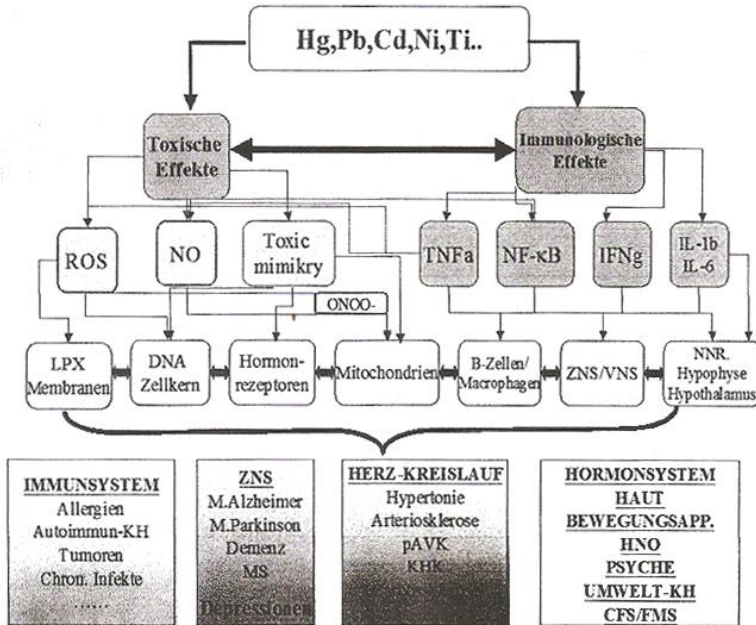 Hg,Pb,Cd,Ni,Ti..
Toxische
Effekte
Immunologische
Effekte
ROS
NO
Toxic
mimikry
TNFa
NF-κB
IFNg
IL-1b
IL-6
ONOO-
LPX
Membranen
DNA
Zellkern
Hormon-
rezeptoren
Mitochondrien
B-Zellen/
Macrophagen
ZNS/VNS
NNR.
Hypophyse
Hypothalamus
IMMUNSYSTEM
Allergien
Autoimmun-KH
Tumoren
Chron. Infekte
......
ZNS
M.Alzheimer
M.Parkinson
Demenz
MS
Depressionen
HERZ-KREISLAUF
Hypertonie
Arteriosklerose
pAVK
KHK
HORMONSYSTEM
HAUT
BEWEGUNGSAPP.
HNO
PSYCHE
UMWELT-KH
CFS/FMS